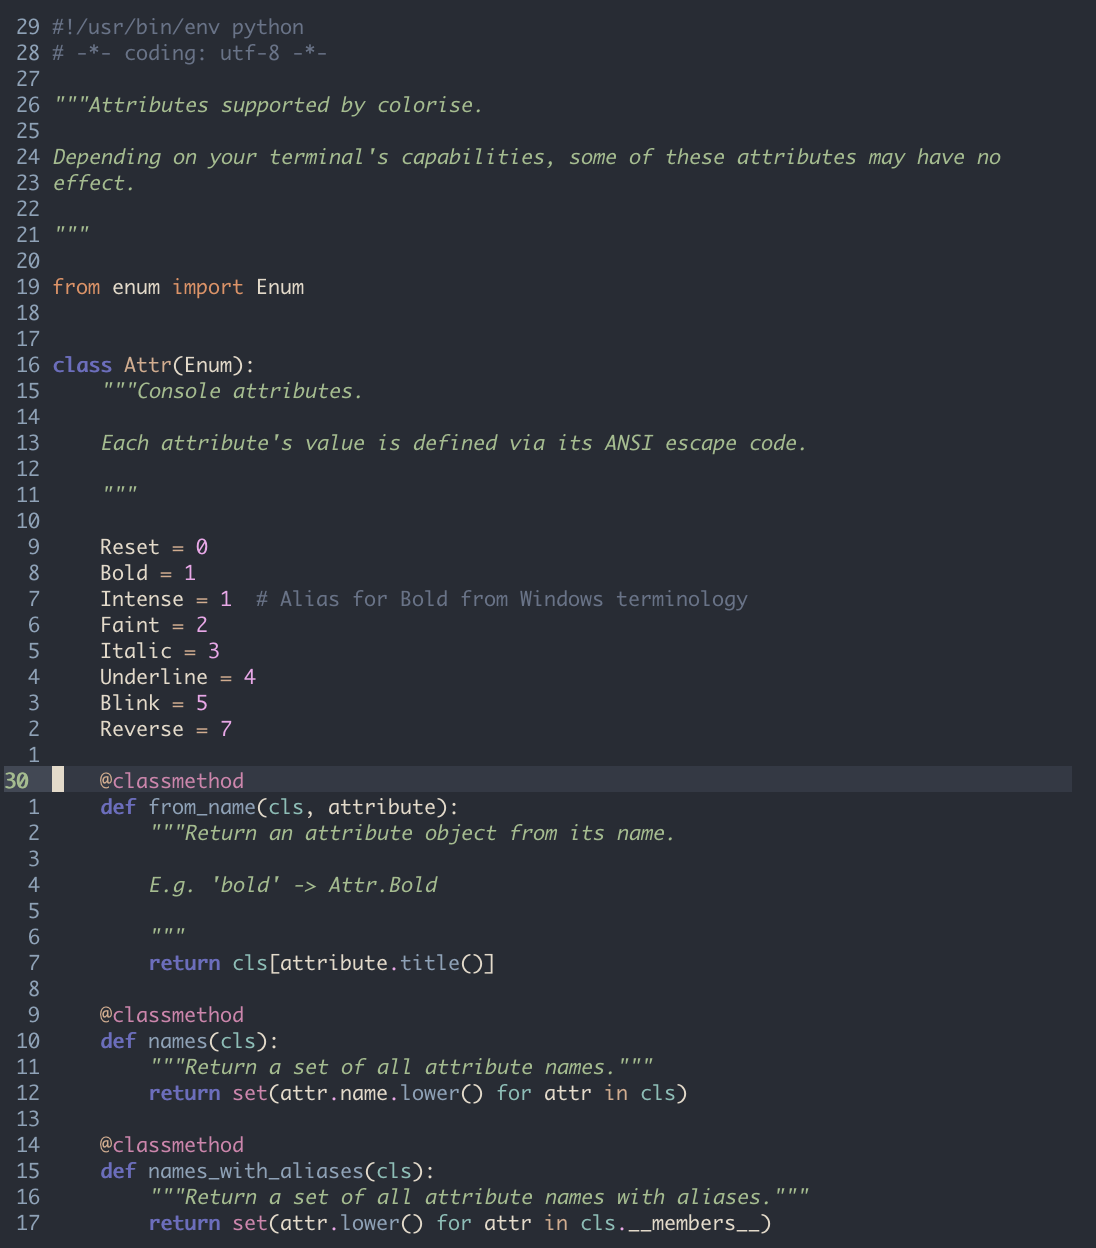 29 #!/usr/bin/env python
28 # -*- coding: utf-8 -*-
27
26 """Attributes supported by colorise.
25
24 Depending on your terminal's capabilities, some of these attributes may have no
23 effect.
22
21 """
20
19 from enum import Enum
18
17
16 class Attr(Enum):
15     """Console attributes.
14
13     Each attribute's value is defined via its ANSI escape code.
12
11     """
10
9     Reset = 0
8     Bold = 1
7     Intense = 1  # Alias for Bold from Windows terminology
6     Faint = 2
5     Italic = 3
4     Underline = 4
3     Blink = 5
2     Reverse = 7
1
30     @classmethod
1     def from_name(cls, attribute):
2         """Return an attribute object from its name.
3
4         E.g. 'bold' -> Attr.Bold
5
6         """
7         return cls[attribute.title()]
8
9     @classmethod
10     def names(cls):
11         """Return a set of all attribute names."""
12         return set(attr.name.lower() for attr in cls)
13
14     @classmethod
15     def names_with_aliases(cls):
16         """Return a set of all attribute names with aliases."""
17         return set(attr.lower() for attr in cls.__members__)